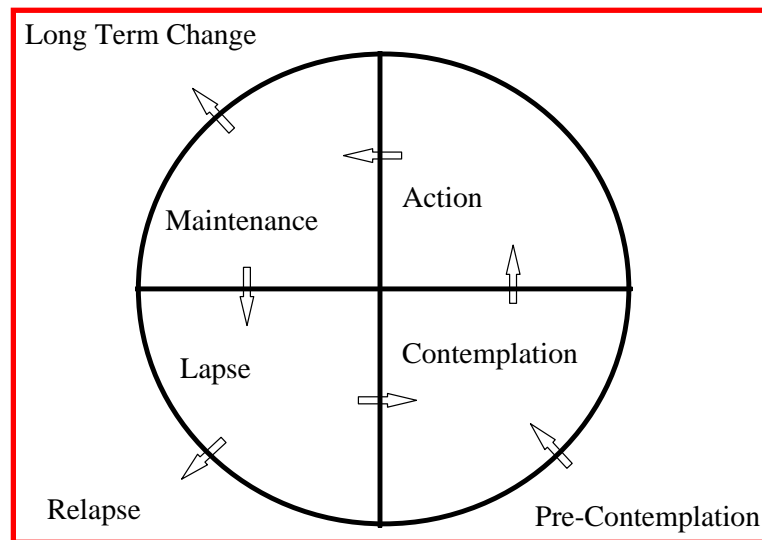 Long Term Change
Action
Maintenance
Contemplation
Lapse
Relapse
Pre-Contemplation